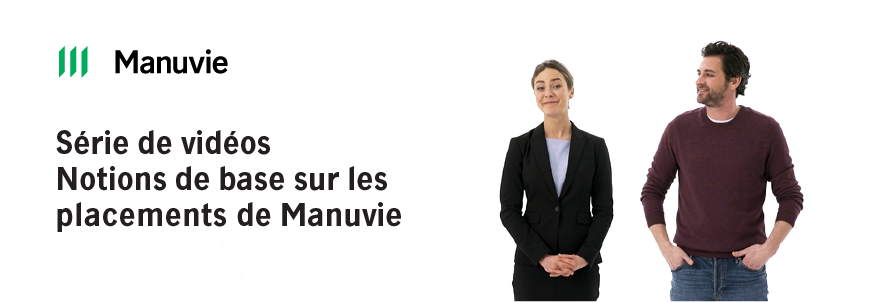 Manuvie
Série de vidéos
Notions de base sur les
placements de Manuvie